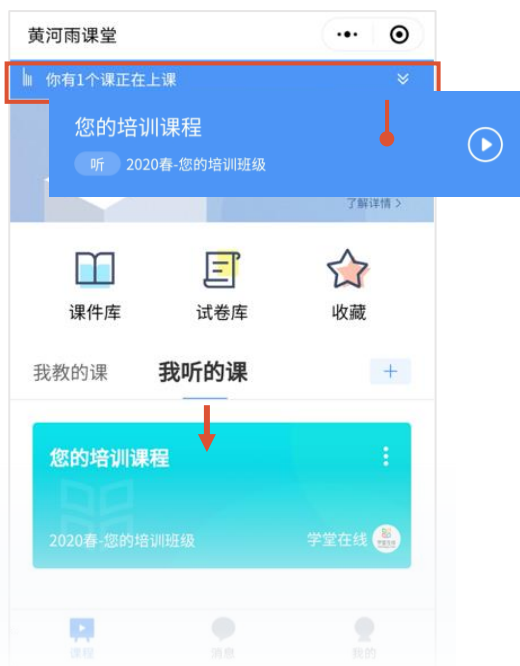 黄河雨课堂
你有1个课正在上课
您的培训课程
听 2020春-您的培训班级
了解详情 >
课件库 试卷库 收藏
我教的课 我听的课 +
您的培训课程
2020春-您的培训班级 学堂在线
课程 消息 我的